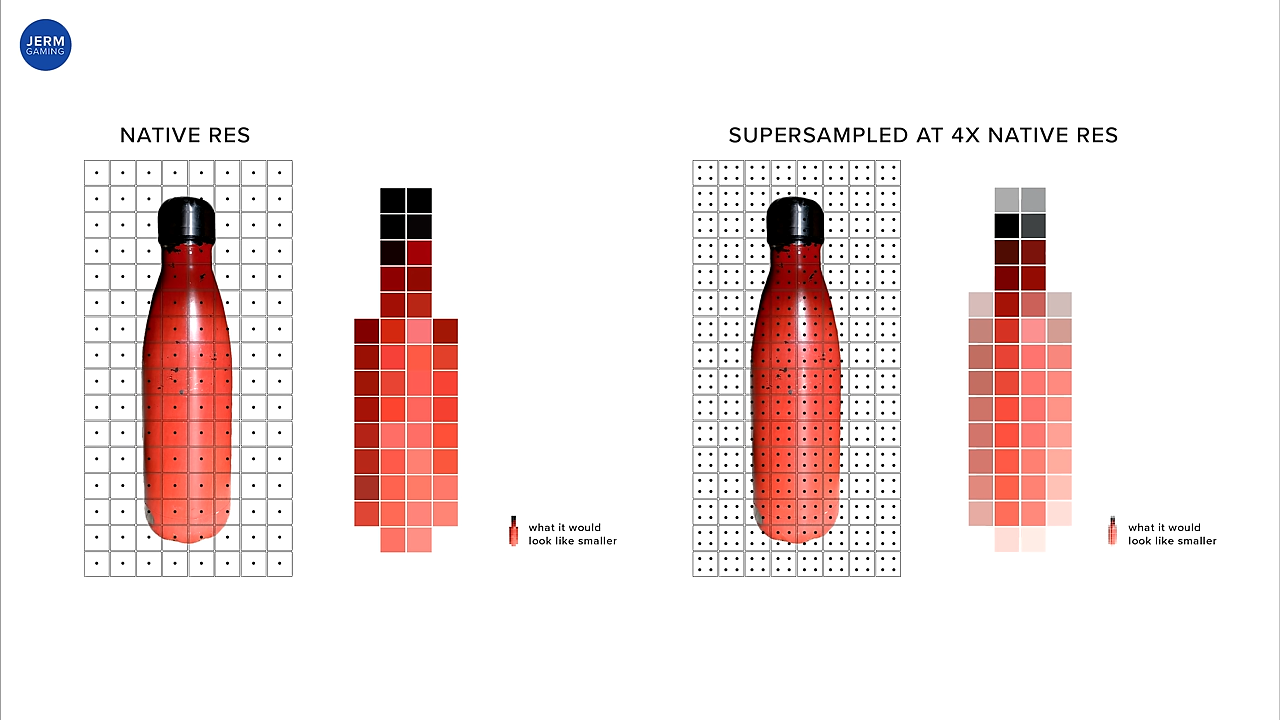 JERM
GAMING
NATIVE RES
SUPERSAMPLED AT 4X NATIVE RES
what it would
look like smaller
what it would
look like smaller